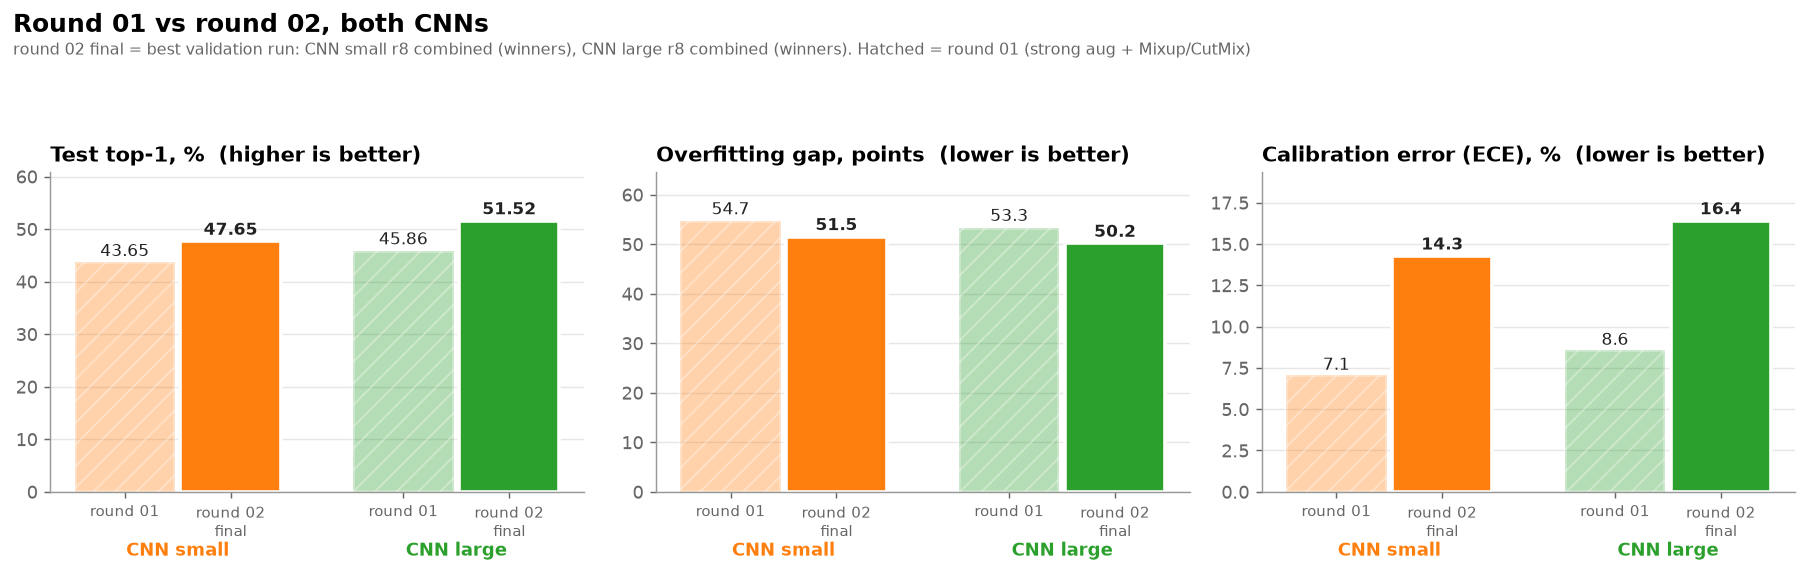 Round 01 vs round 02, both CNNs
round 02 final = best validation run: CNN small r8 combined (winners), CNN large r8 combined (winners). Hatched = round 01 (strong aug + Mixup/CutMix)
Test top-1, % (higher is better)
60
50
40
30
20
10
0
43.65
47.65
45.86
51.52
round 01
round 02
final
round 01
round 02
final
CNN small
CNN large
Overfitting gap, points (lower is better)
60
50
40
30
20
10
0
54.7
51.5
53.3
50.2
round 01
round 02
final
round 01
round 02
final
CNN small
CNN large
Calibration error (ECE), % (lower is better)
17.5
15.0
12.5
10.0
7.5
5.0
2.5
0.0
7.1
14.3
8.6
16.4
round 01
round 02
final
round 01
round 02
final
CNN small
CNN large